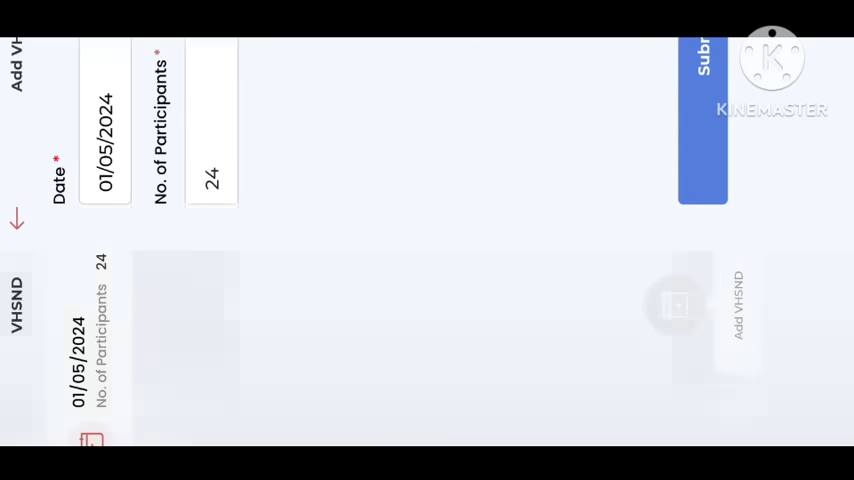 Add VH
Date *
01/05/2024
No. of Participants *
24
Subr
VHSND
01/05/2024
No. of Participants 24
Add VHSND
K
KINEMASTER